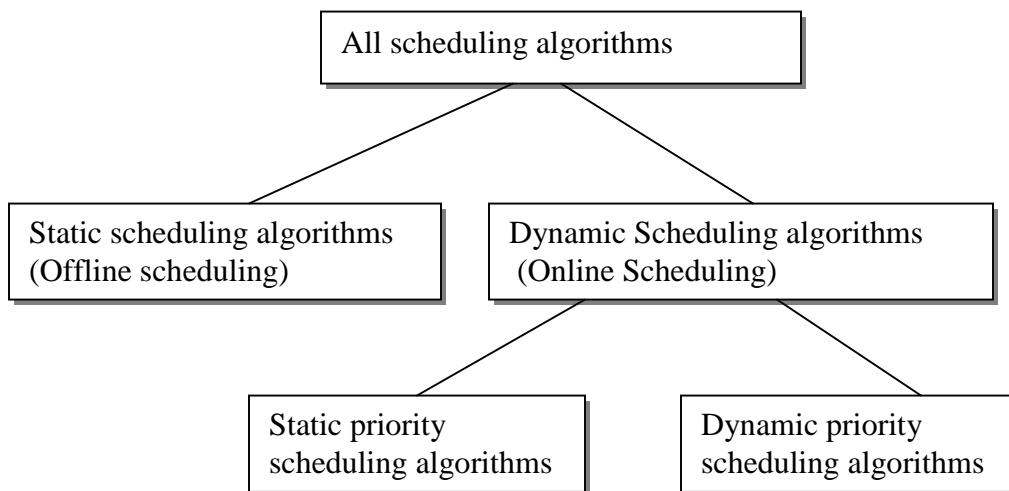 All scheduling algorithms
Static scheduling algorithms
(Offline scheduling)
Dynamic Scheduling algorithms
(Online Scheduling)
Static priority
scheduling algorithms
Dynamic priority
scheduling algorithms